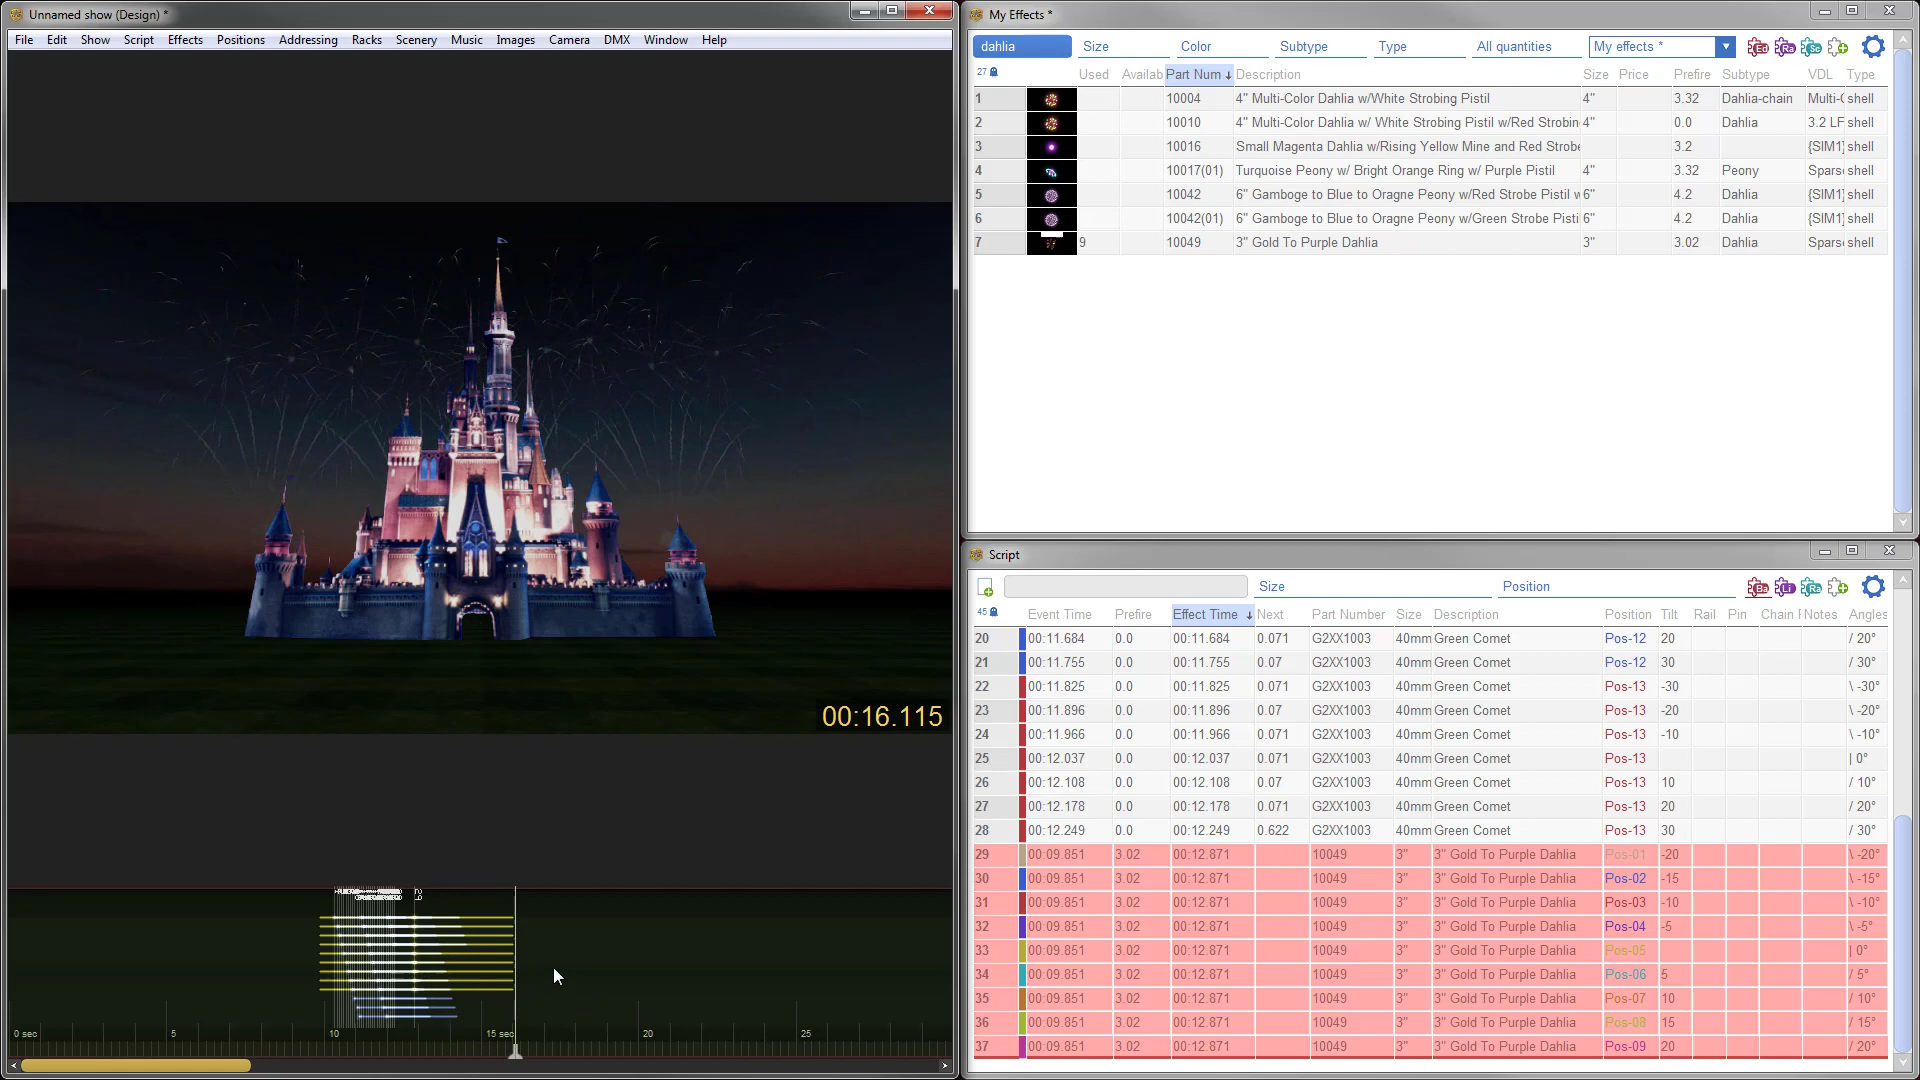 Unnamed show (Design) *
File Edit Show Script Effects Positions Addressing Racks Scenery Music Images Camera DMX Window Help
00:16.115
0 sec 5 10 15 sec 20 25
My Effects *
dahlia Size Color Subtype Type All quantities My effects *
27 Used Availab Part Num Description Size Price Prefire Subtype VDL Type
1 10004 4" Multi-Color Dahlia w/White Strobing Pistil 4" 3.32 Dahlia-chain Multi-C shell
2 10010 4" Multi-Color Dahlia w/ White Strobing Pistil w/Red Strobin 4" 0.0 Dahlia 3.2 LF shell
3 10016 Small Magenta Dahlia w/Rising Yellow Mine and Red Strobe 3.2 {SIM1} shell
4 10017(01) Turquoise Peony w/ Bright Orange Ring w/ Purple Pistil 4" 3.32 Peony Spars shell
5 10042 6" Gamboge to Blue to Oragne Peony w/Red Strobe Pistil w 6" 4.2 Dahlia {SIM1} shell
6 10042(01) 6" Gamboge to Blue to Oragne Peony w/Green Strobe Pistil 6" 4.2 Dahlia {SIM1} shell
7 9 10049 3" Gold To Purple Dahlia 3" 3.02 Dahlia Spars shell
Script
Size Position
45 Event Time Prefire Effect Time Next Part Number Size Description Position Tilt Rail Pin Chain Notes Angles
20 00:11.684 0.0 00:11.684 0.071 G2XX1003 40mm Green Comet Pos-12 20 / 20°
21 00:11.755 0.0 00:11.755 0.07 G2XX1003 40mm Green Comet Pos-12 30 / 30°
22 00:11.825 0.0 00:11.825 0.071 G2XX1003 40mm Green Comet Pos-13 -30 \ -30°
23 00:11.896 0.0 00:11.896 0.07 G2XX1003 40mm Green Comet Pos-13 -20 \ -20°
24 00:11.966 0.0 00:11.966 0.071 G2XX1003 40mm Green Comet Pos-13 -10 \ -10°
25 00:12.037 0.0 00:12.037 0.071 G2XX1003 40mm Green Comet Pos-13 | 0°
26 00:12.108 0.0 00:12.108 0.07 G2XX1003 40mm Green Comet Pos-13 10 / 10°
27 00:12.178 0.0 00:12.178 0.071 G2XX1003 40mm Green Comet Pos-13 20 / 20°
28 00:12.249 0.0 00:12.249 0.622 G2XX1003 40mm Green Comet Pos-13 30 / 30°
29 00:09.851 3.02 00:12.871 10049 3" 3" Gold To Purple Dahlia Pos-01 -20 \ -20°
30 00:09.851 3.02 00:12.871 10049 3" 3" Gold To Purple Dahlia Pos-02 -15 \ -15°
31 00:09.851 3.02 00:12.871 10049 3" 3" Gold To Purple Dahlia Pos-03 -10 \ -10°
32 00:09.851 3.02 00:12.871 10049 3" 3" Gold To Purple Dahlia Pos-04 -5 \ -5°
33 00:09.851 3.02 00:12.871 10049 3" 3" Gold To Purple Dahlia Pos-05 | 0°
34 00:09.851 3.02 00:12.871 10049 3" 3" Gold To Purple Dahlia Pos-06 5 / 5°
35 00:09.851 3.02 00:12.871 10049 3" 3" Gold To Purple Dahlia Pos-07 10 / 10°
36 00:09.851 3.02 00:12.871 10049 3" 3" Gold To Purple Dahlia Pos-08 15 / 15°
37 00:09.851 3.02 00:12.871 10049 3" 3" Gold To Purple Dahlia Pos-09 20 / 20°